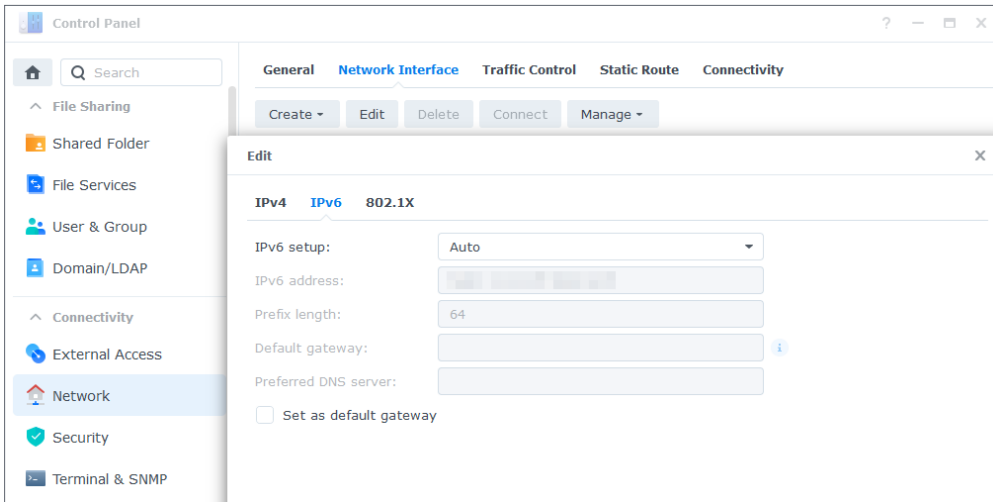 Control Panel
Search
File Sharing
Shared Folder
File Services
User & Group
Domain/LDAP
Connectivity
External Access
Network
Security
Terminal & SNMP
General Network Interface Traffic Control Static Route Connectivity
Create Edit Delete Connect Manage
Edit
IPv4 IPv6 802.1X
IPv6 setup: Auto
IPv6 address:
Prefix length: 64
Default gateway:
Preferred DNS server:
Set as default gateway